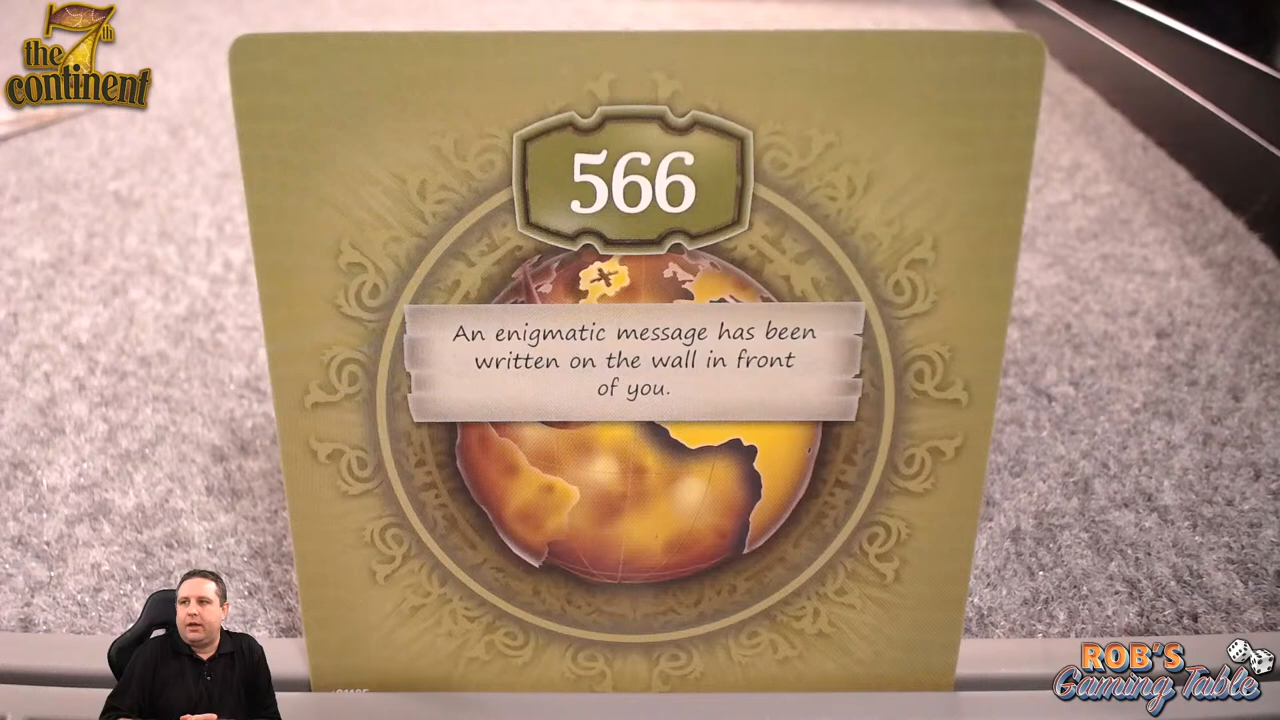 the 7th
continent
566
An enigmatic message has been
written on the wall in front
of you.
ROB'S
Gaming Table